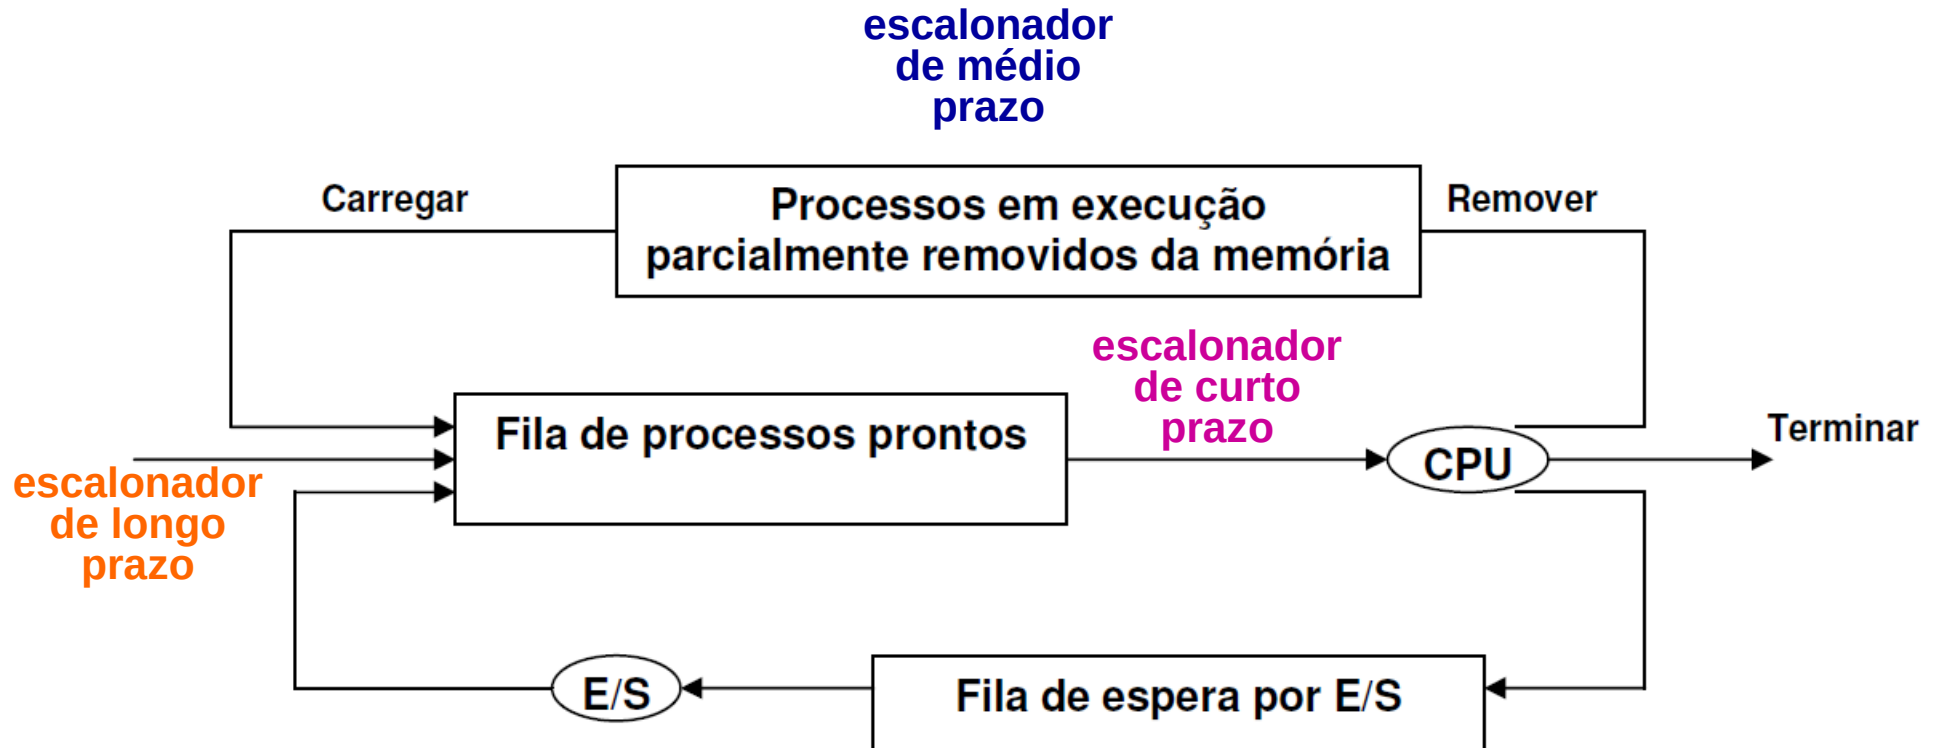 escalonador
de médio
prazo
Carregar
Processos em execução
parcialmente removidos da memória
Remover
escalonador
de curto
prazo
Fila de processos prontos
CPU
Terminar
escalonador
de longo
prazo
E/S
Fila de espera por E/S